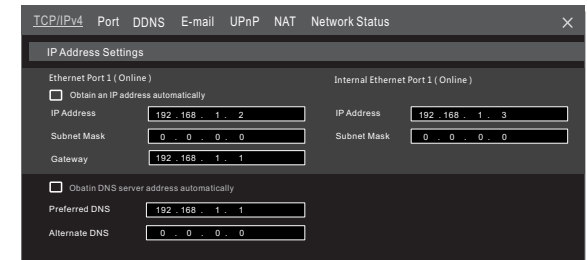 TCP/IPv4 Port DDNS E-mail UPnP NAT Network Status
IP Address Settings
Ethernet Port 1 ( Online )
Obtain an IP address automatically
IP Address 192 . 168 . 1 . 2
Subnet Mask 0 . 0 . 0 . 0
Gateway 192 . 168 . 1 . 1
Internal Ethernet Port 1 ( Online )
IP Address 192 . 168 . 1 . 3
Subnet Mask 0 . 0 . 0 . 0
Obatin DNS server address automatically
Preferred DNS 192 . 168 . 1 . 1
Alternate DNS 0 . 0 . 0 . 0